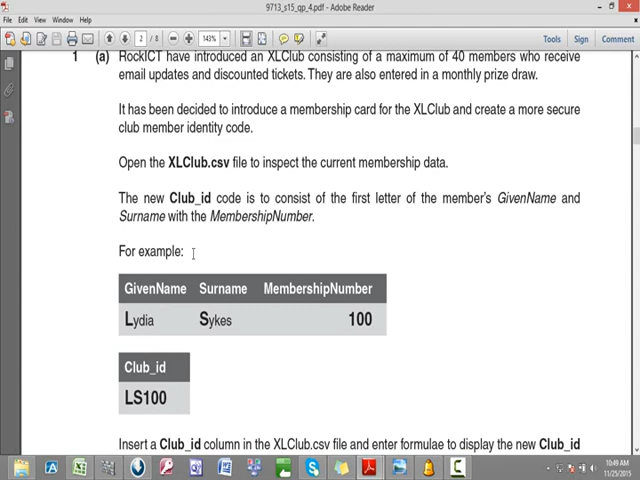 9713_s15_qp_4.pdf - Adobe Reader
File Edit View Window Help
2 / 8 143% Tools Sign Comment
1 (a) RockICT have introduced an XLClub consisting of a maximum of 40 members who receive
email updates and discounted tickets. They are also entered in a monthly prize draw.
It has been decided to introduce a membership card for the XLClub and create a more secure
club member identity code.
Open the XLClub.csv file to inspect the current membership data.
The new Club_id code is to consist of the first letter of the member's GivenName and
Surname with the MembershipNumber.
For example:
GivenName Surname MembershipNumber
Lydia Sykes 100
Club_id
LS100
Insert a Club_id column in the XLClub.csv file and enter formulae to display the new Club_id
10:49 AM
11/25/2015